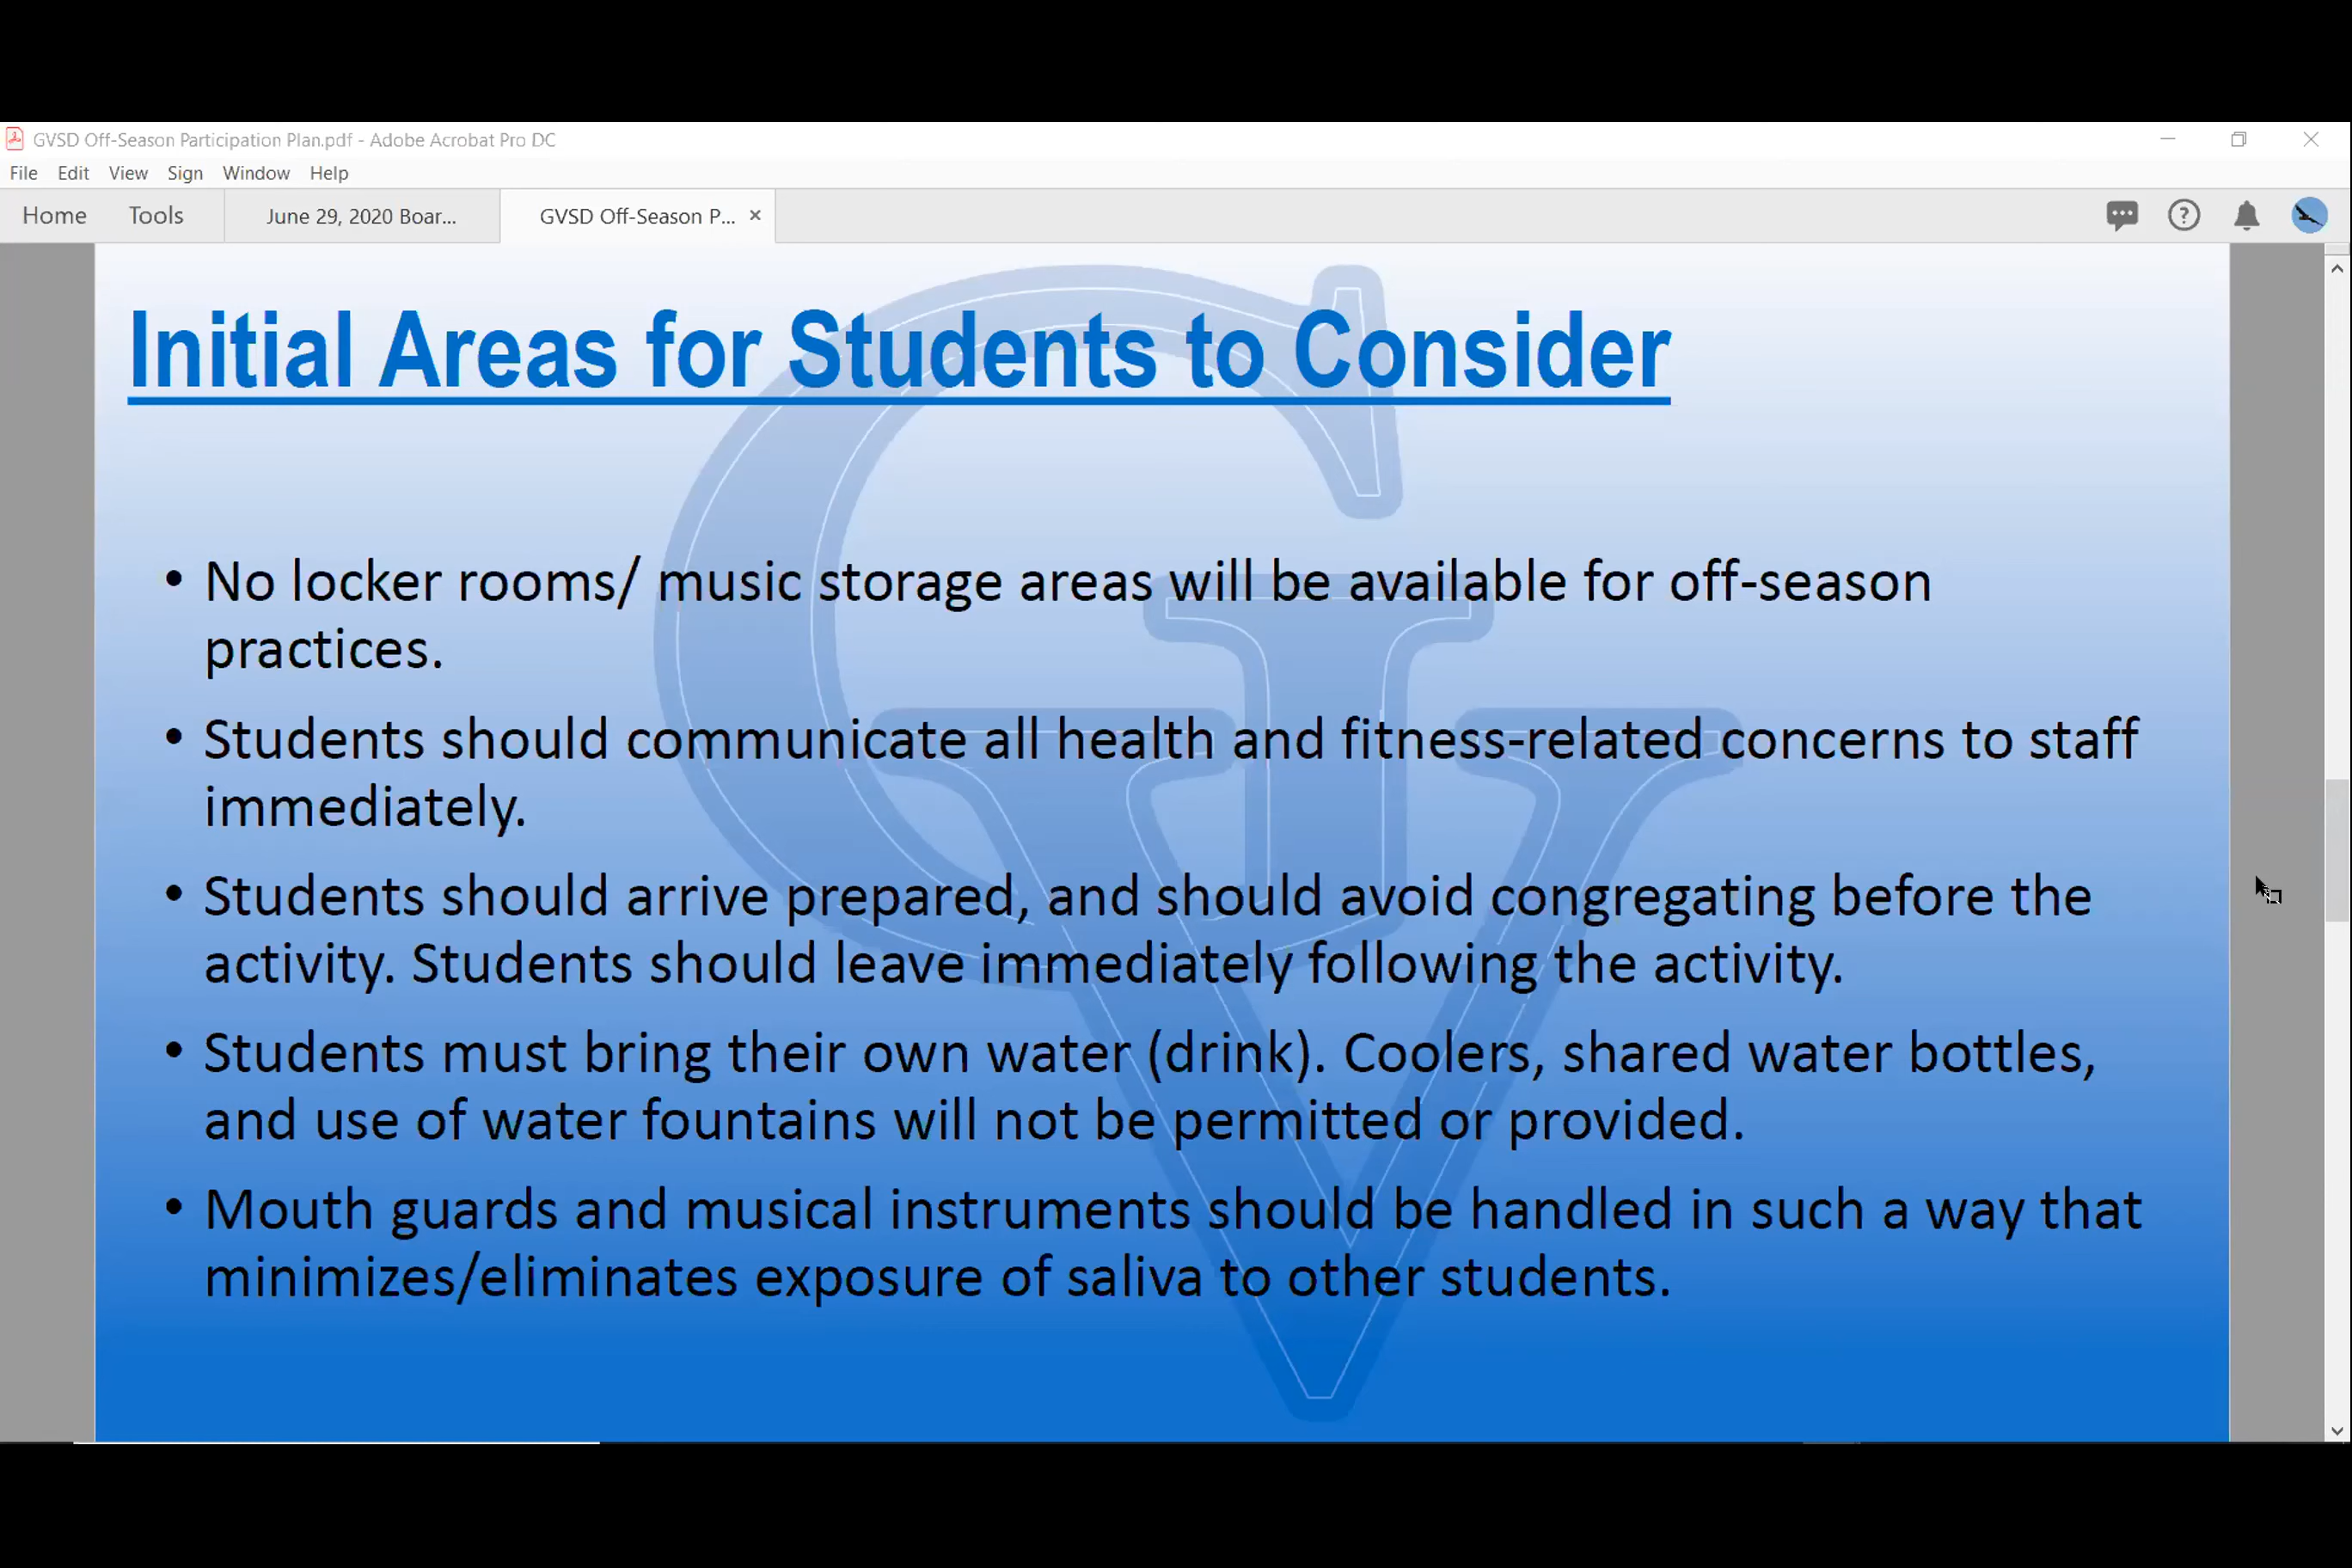 GVSD Off-Season Participation Plan.pdf - Adobe Acrobat Pro DC
File Edit View Sign Window Help
Home Tools June 29, 2020 Boar... GVSD Off-Season P...
Initial Areas for Students to Consider
• No locker rooms/ music storage areas will be available for off-season
practices.
• Students should communicate all health and fitness-related concerns to staff
immediately.
• Students should arrive prepared, and should avoid congregating before the
activity. Students should leave immediately following the activity.
• Students must bring their own water (drink). Coolers, shared water bottles,
and use of water fountains will not be permitted or provided.
• Mouth guards and musical instruments should be handled in such a way that
minimizes/eliminates exposure of saliva to other students.
GV